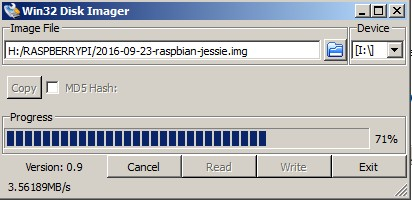 Win32 Disk Imager
Image File
Device
H:/RASPBERRYPI/2016-09-23-raspbian-jessie.img
[I:\]
Copy
MD5 Hash:
Progress
71%
Version: 0.9
Cancel
Read
Write
Exit
3.56189MB/s